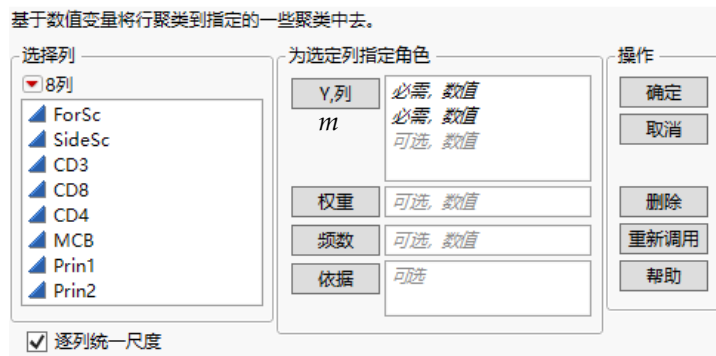 基于数值变量将行聚类到指定的一些聚类中去。
选择列
8列
ForSc
SideSc
CD3
CD8
CD4
MCB
Prin1
Prin2
逐列统一尺度
为选定列指定角色
Y,列
必需, 数值
m
必需, 数值
可选, 数值
权重
可选, 数值
频数
可选, 数值
依据
可选
操作
确定
取消
删除
重新调用
帮助